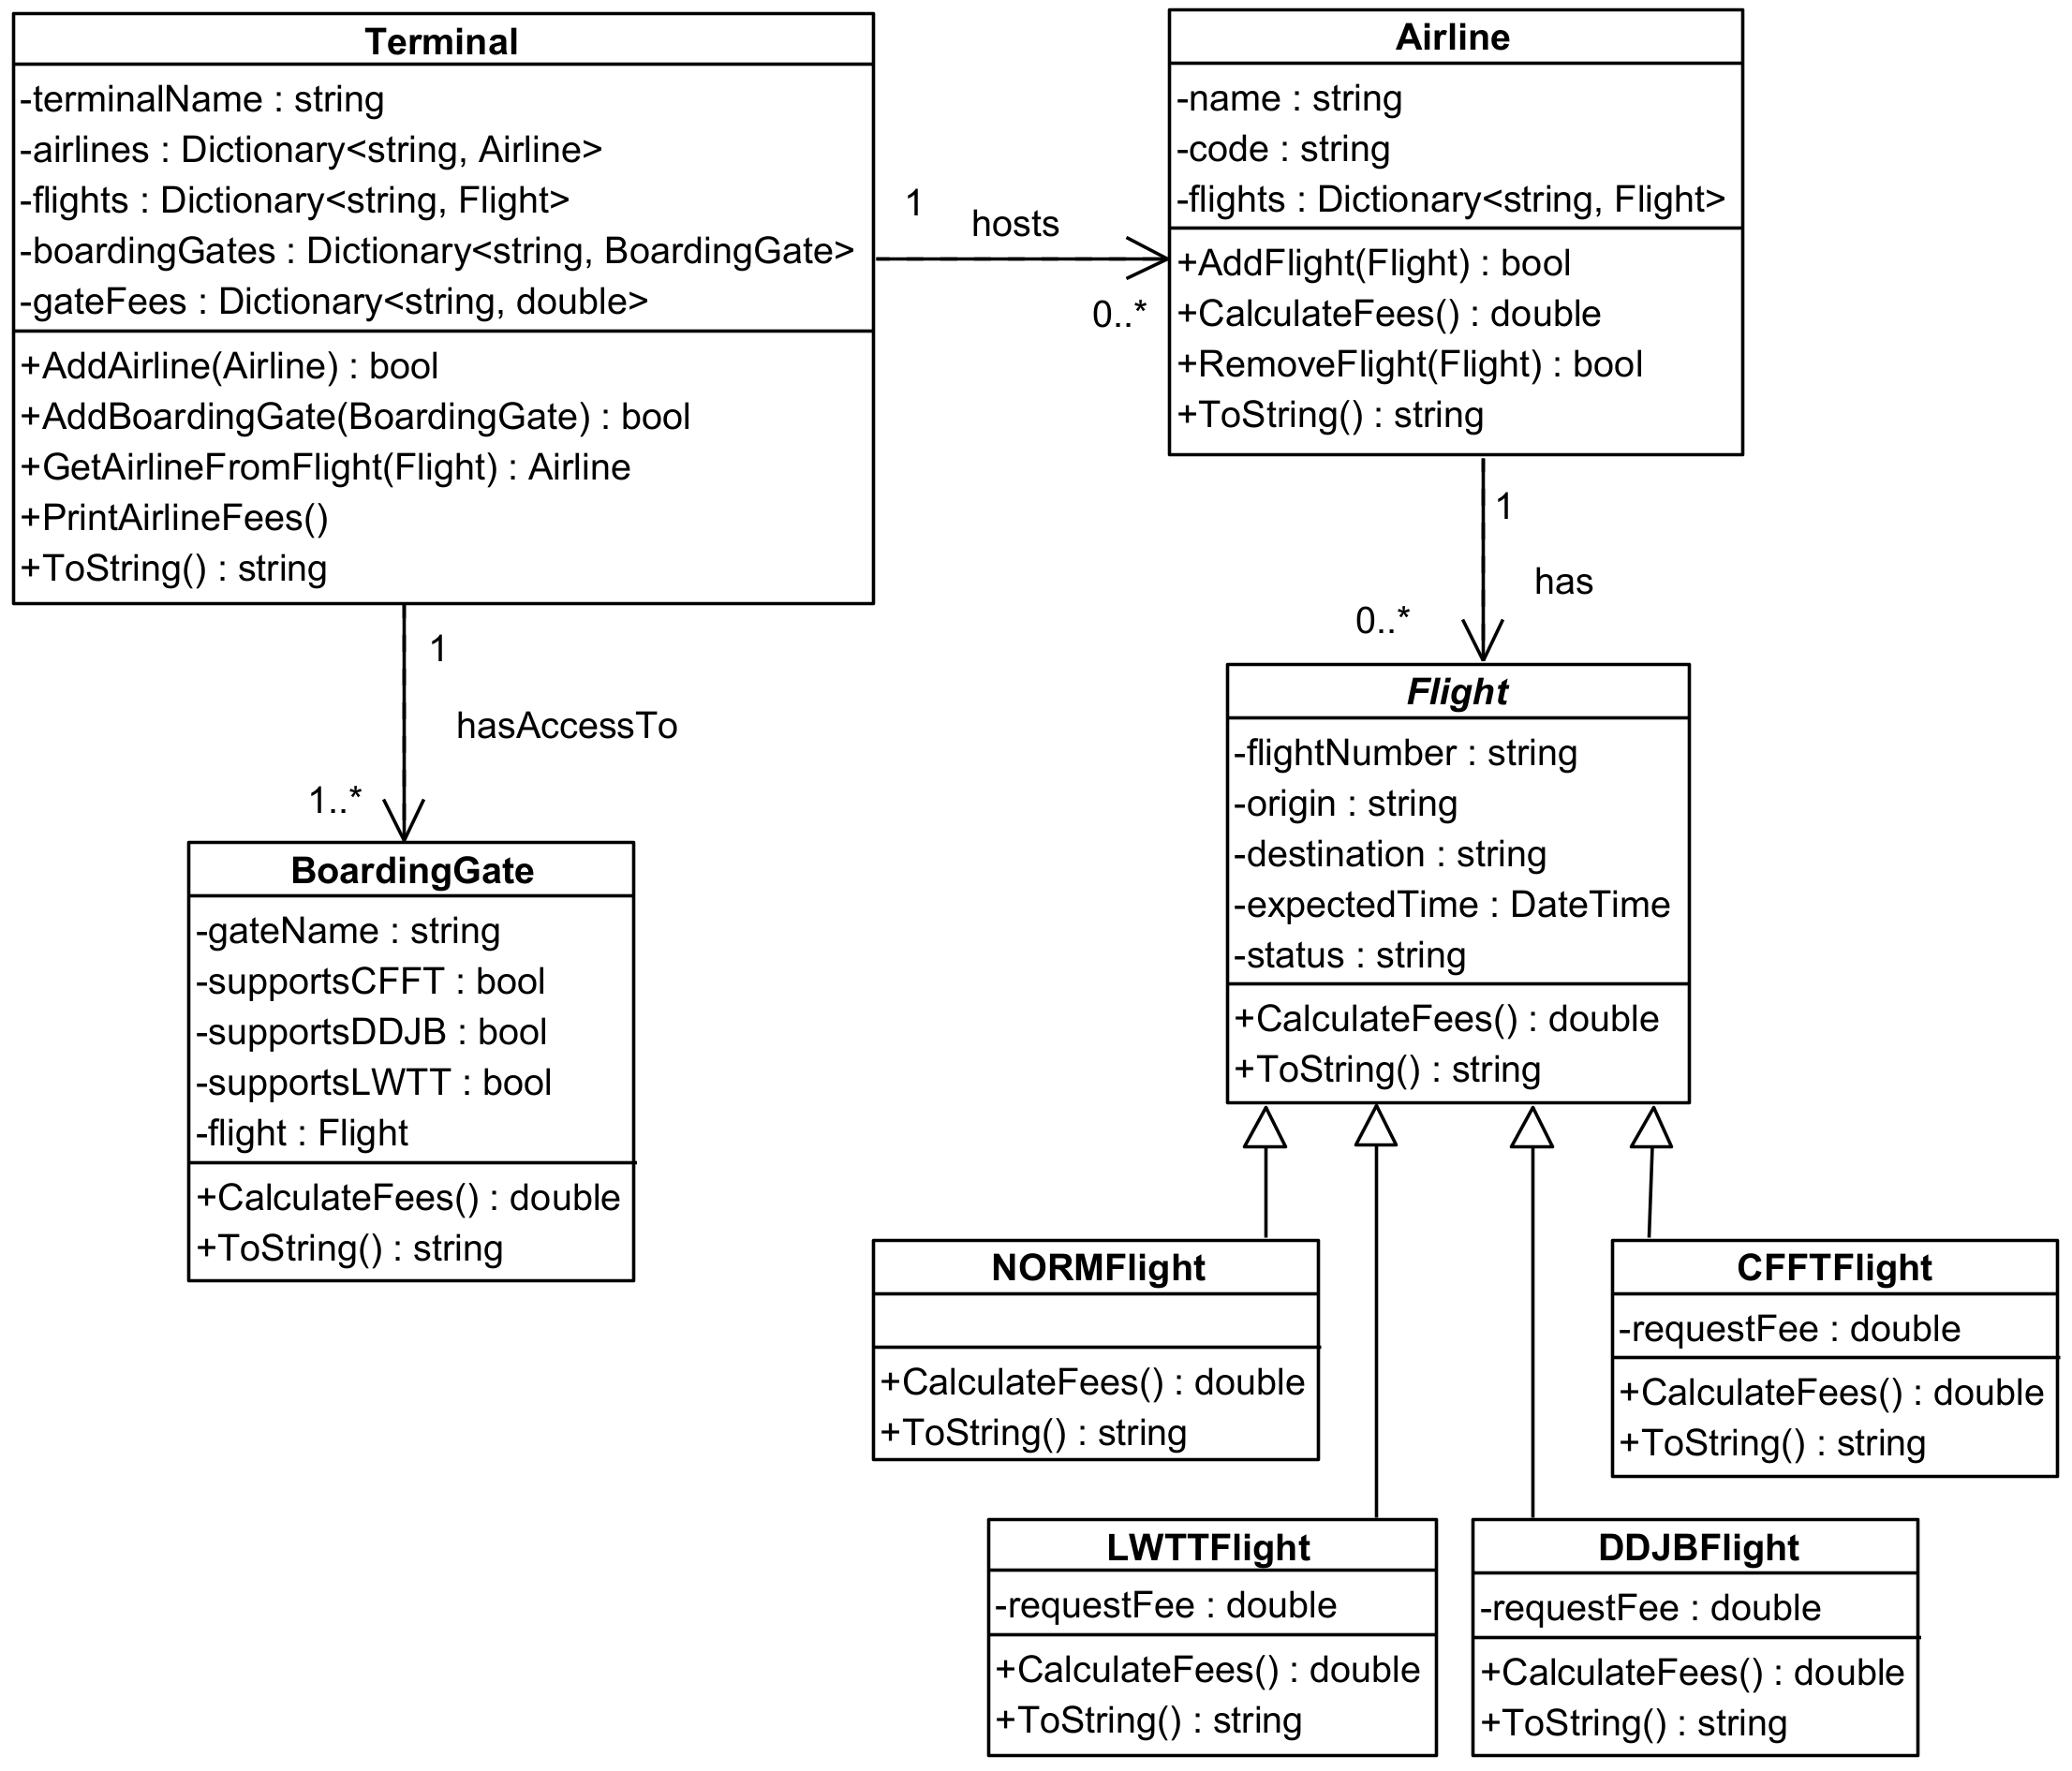 Terminal
-terminalName : string
-airlines : Dictionary<string, Airline>
-flights : Dictionary<string, Flight>
-boardingGates : Dictionary<string, BoardingGate>
-gateFees : Dictionary<string, double>
+AddAirline(Airline) : bool
+AddBoardingGate(BoardingGate) : bool
+GetAirlineFromFlight(Flight) : Airline
+PrintAirlineFees()
+ToString() : string
1
hosts
0..*
Airline
-name : string
-code : string
-flights : Dictionary<string, Flight>
+AddFlight(Flight) : bool
+CalculateFees() : double
+RemoveFlight(Flight) : bool
+ToString() : string
1
has
0..*
1
hasAccessTo
1..*
BoardingGate
-gateName : string
-supportsCFFT : bool
-supportsDDJB : bool
-supportsLWTT : bool
-flight : Flight
+CalculateFees() : double
+ToString() : string
Flight
-flightNumber : string
-origin : string
-destination : string
-expectedTime : DateTime
-status : string
+CalculateFees() : double
+ToString() : string
NORMFlight
+CalculateFees() : double
+ToString() : string
CFFTFlight
-requestFee : double
+CalculateFees() : double
+ToString() : string
LWTTFlight
-requestFee : double
+CalculateFees() : double
+ToString() : string
DDJBFlight
-requestFee : double
+CalculateFees() : double
+ToString() : string